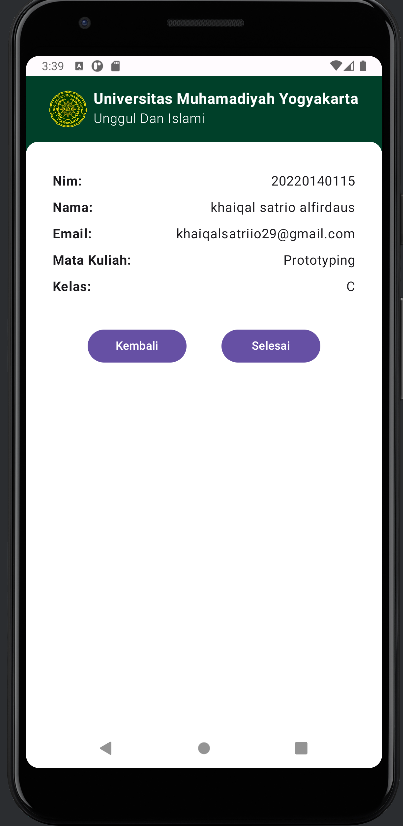 3:39
Universitas Muhamadiyah Yogyakarta
Unggul Dan Islami
Nim: 20220140115
Nama: khaiqal satrio alfirdaus
Email: khaiqalsatriio29@gmail.com
Mata Kuliah: Prototyping
Kelas: C
Kembali Selesai